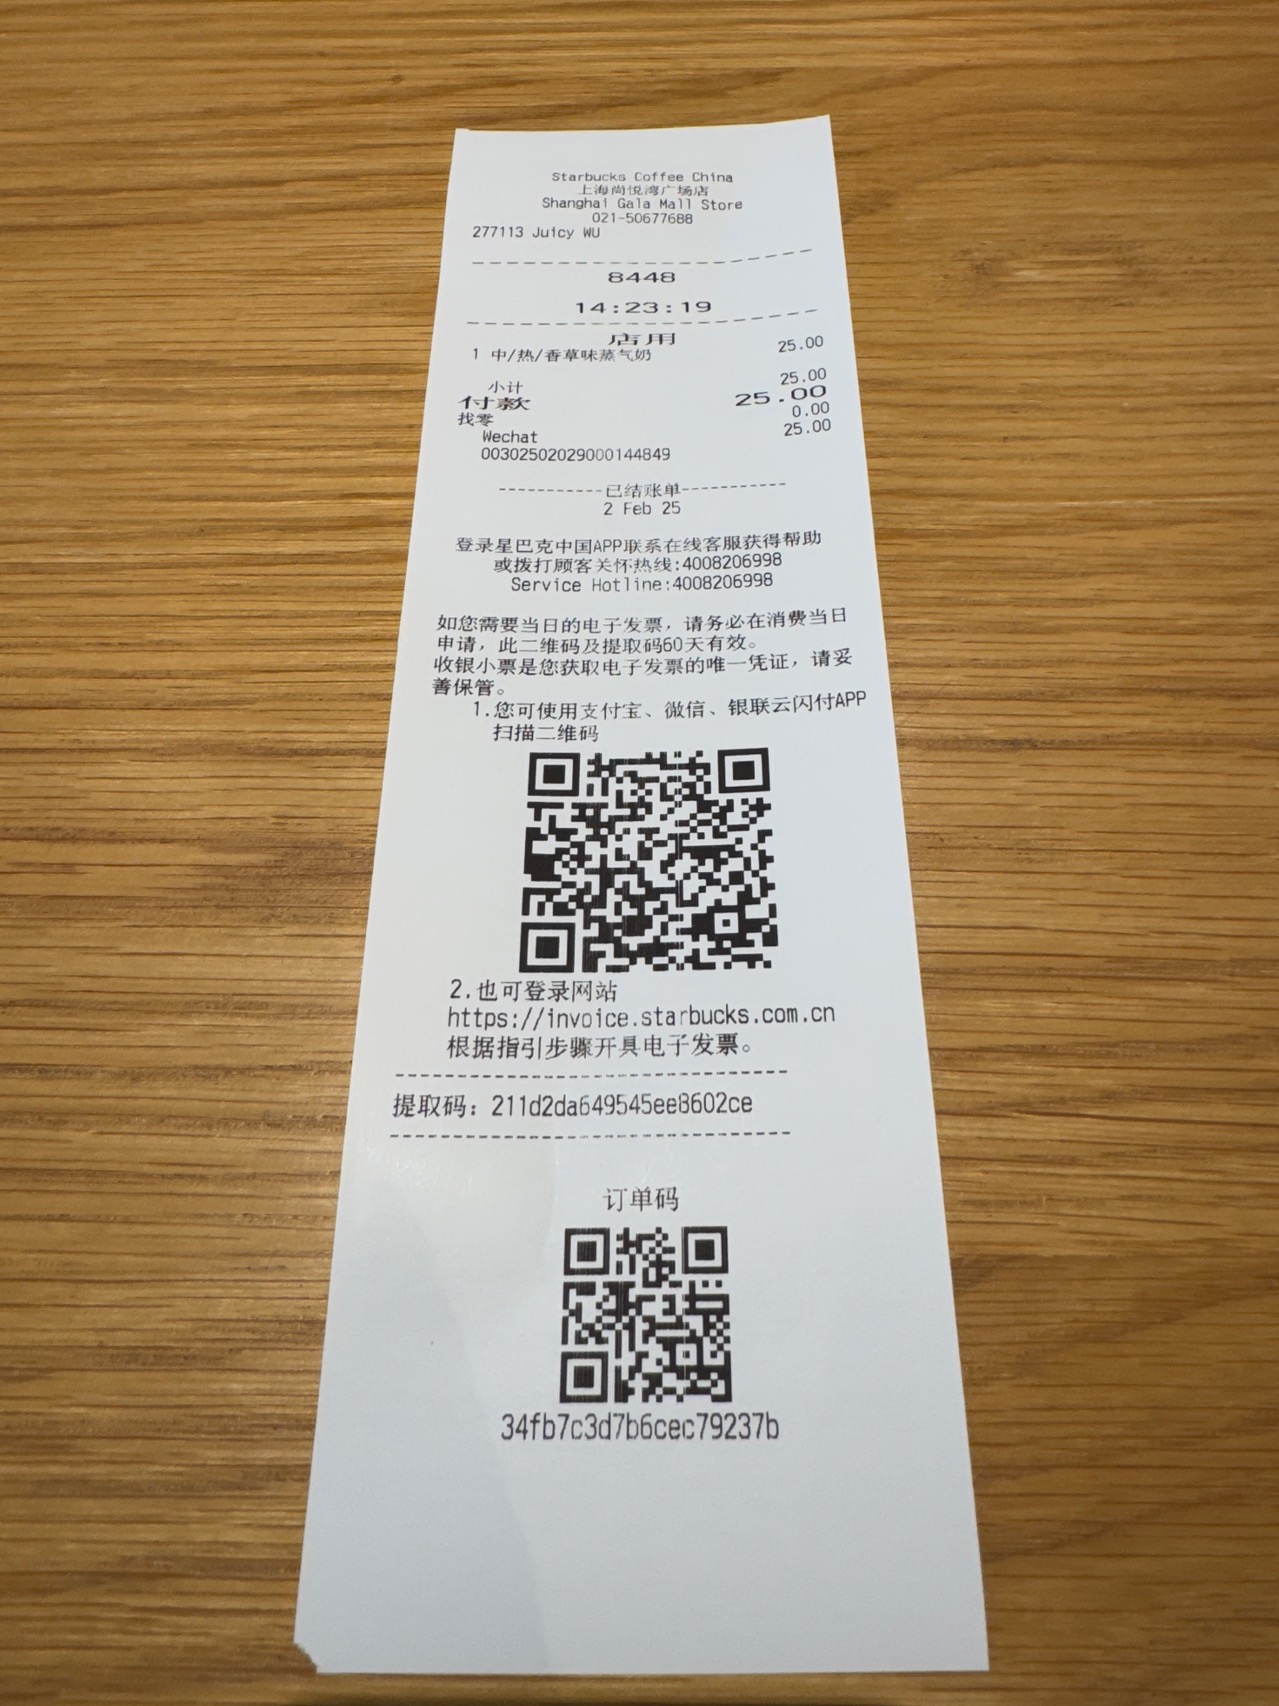 Starbucks Coffee China
上海尚悦湾广场店
Shanghai Gala Mall Store
021-50677688
277113 Juicy WU
8448
14:23:19
店用
1 中/热/香草味蒸气奶 25.00
小计 25.00
付款 25.00
找零 0.00
Wechat 25.00
00302502029000144849
-----------已结账单-----------
2 Feb 25
登录星巴克中国APP联系在线客服获得帮助
或拨打顾客关怀热线:4008206998
Service Hotline:4008206998
如您需要当日的电子发票，请务必在消费当日
申请，此二维码及提取码60天有效。
收银小票是您获取电子发票的唯一凭证，请妥
善保管。
1.您可使用支付宝、微信、银联云闪付APP
扫描二维码
2.也可登录网站
https://invoice.starbucks.com.cn
根据指引步骤开具电子发票。
提取码：211d2da649545ee8602ce
订单码
34fb7c3d7b6cec79237b